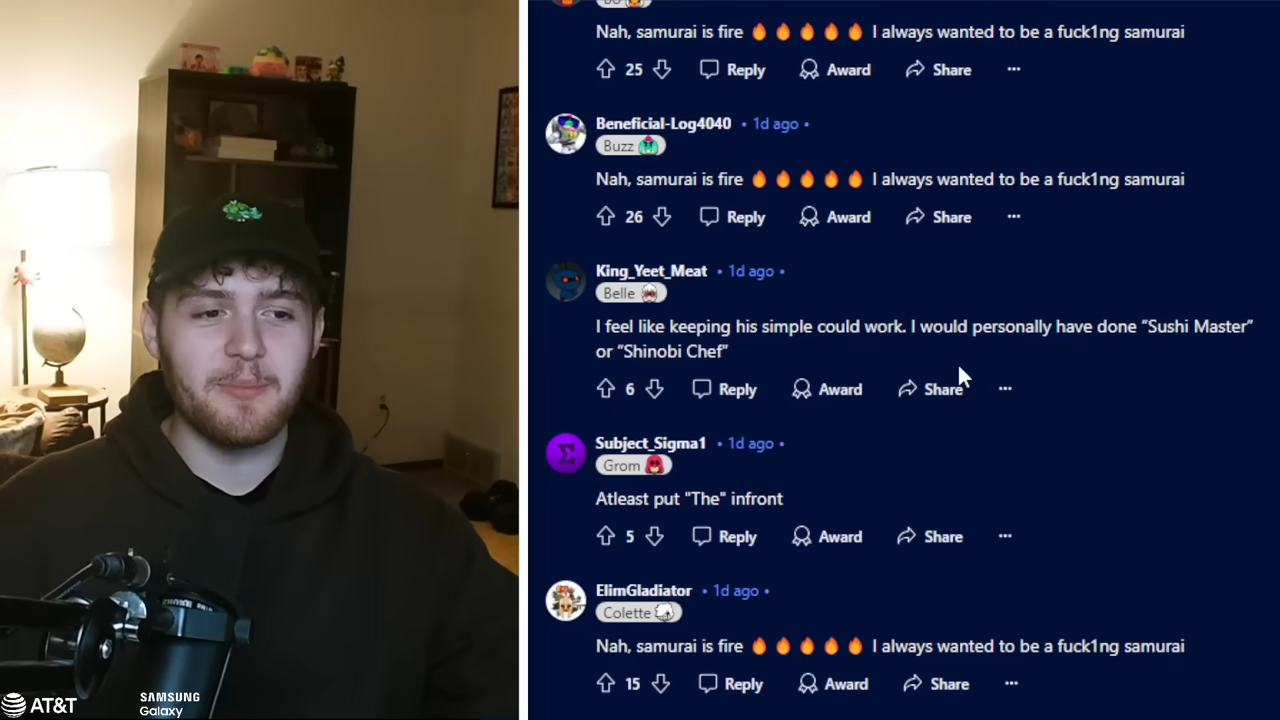 Nah, samurai is fire 🔥 🔥 🔥 🔥 🔥 I always wanted to be a fuck1ng samurai
25 Reply Award Share ...
Beneficial-Log4040 • 1d ago •
Buzz
Nah, samurai is fire 🔥 🔥 🔥 🔥 🔥 I always wanted to be a fuck1ng samurai
26 Reply Award Share ...
King_Yeet_Meat • 1d ago •
Belle
I feel like keeping his simple could work. I would personally have done “Sushi Master”
or “Shinobi Chef”
6 Reply Award Share ...
Subject_Sigma1 • 1d ago •
Σ
Grom
Atleast put "The" infront
5 Reply Award Share ...
ElimGladiator • 1d ago •
Colette
Nah, samurai is fire 🔥 🔥 🔥 🔥 🔥 I always wanted to be a fuck1ng samurai
15 Reply Award Share ...
AT&T
SAMSUNG
Galaxy